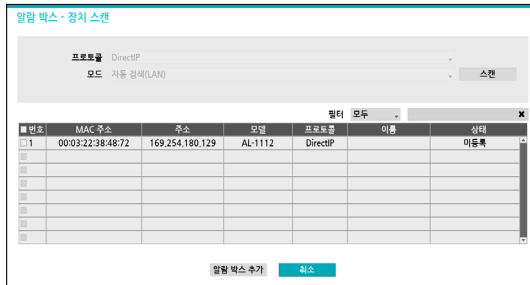 알람 박스 - 장치 스캔
프로토콜 DirectIP
모드 자동 검색(LAN) 스캔
필터 모두
번호 MAC 주소 주소 모델 프로토콜 이름 상태
1 00:03:22:38:48:72 169,254,180,129 AL-1112 DirectIP 미등록
알람 박스 추가 취소